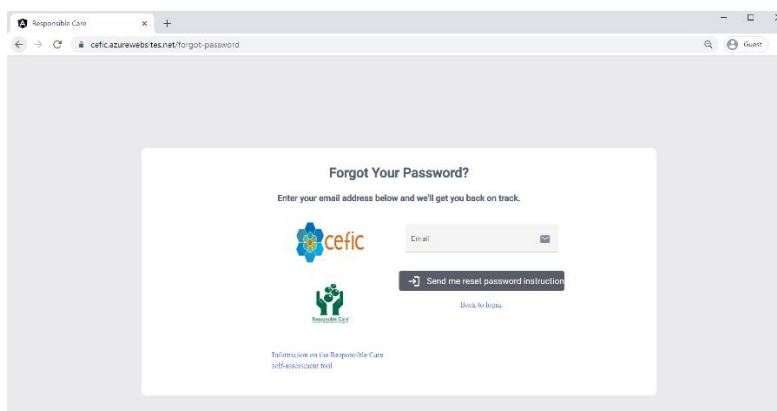 Responsible Care
cefic.azurewebsites.net/forgot-password
Guest
Forgot Your Password?
Enter your email address below and we'll get you back on track.
cefic
Email
Send me reset password instruction
Back to login
Responsible Care
Information on the Responsible Care
self-assessment tool